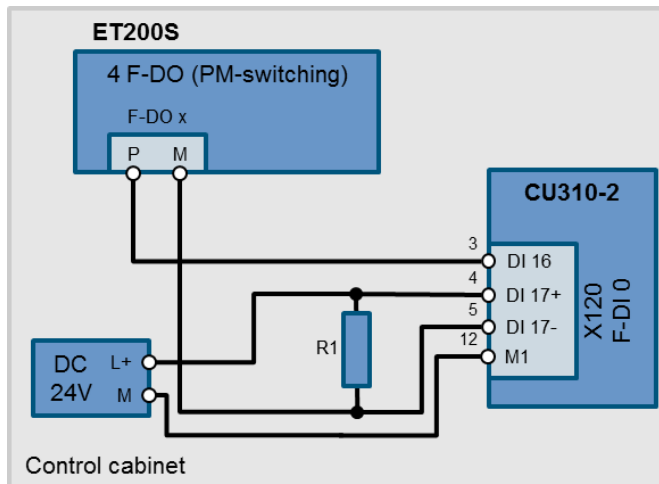 ET200S
4 F-DO (PM-switching)
F-DO x
P M
CU310-2
3
DI 16
4
DI 17+
5
DI 17-
12
M1
X120
F-DI 0
R1
DC
24V
L+
M
Control cabinet